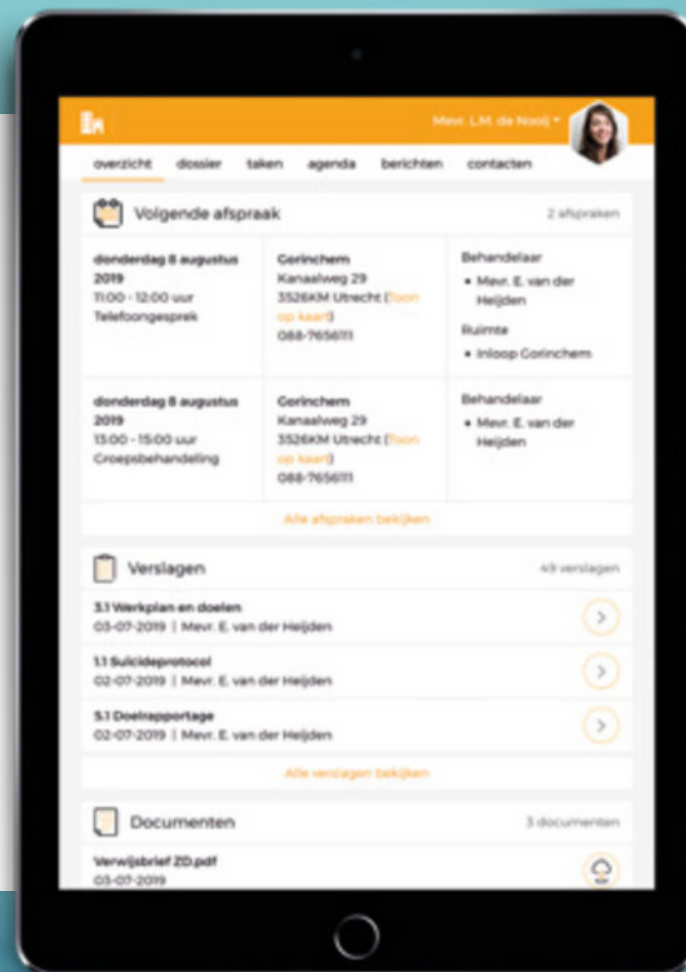 Mevr. L.M. de Nooij
overzicht dossier taken agenda berichten contacten
Volgende afspraak 2 afspraken
donderdag 8 augustus
2019
11:00 - 12:00 uur
Telefoongesprek
Gorinchem
Kanaalweg 29
3526KM Utrecht (Toon
op kaart)
088-7656111
Behandelaar
• Mevr. E. van der
Heijden
Ruimte
• Inloop Gorinchem
donderdag 8 augustus
2019
13:00 - 15:00 uur
Groepsbehandeling
Gorinchem
Kanaalweg 29
3526KM Utrecht (Toon
op kaart)
088-7656111
Behandelaar
• Mevr. E. van der
Heijden
Alle afspraken bekijken
Verslagen 49 verslagen
3.1 Werkplan en doelen
03-07-2019 | Mevr. E. van der Heijden
1.1 Suïcideprotocol
02-07-2019 | Mevr. E. van der Heijden
5.1 Doelrapportage
02-07-2019 | Mevr. E. van der Heijden
Alle verslagen bekijken
Documenten 3 documenten
Verwijsbrief ZD.pdf
03-07-2019